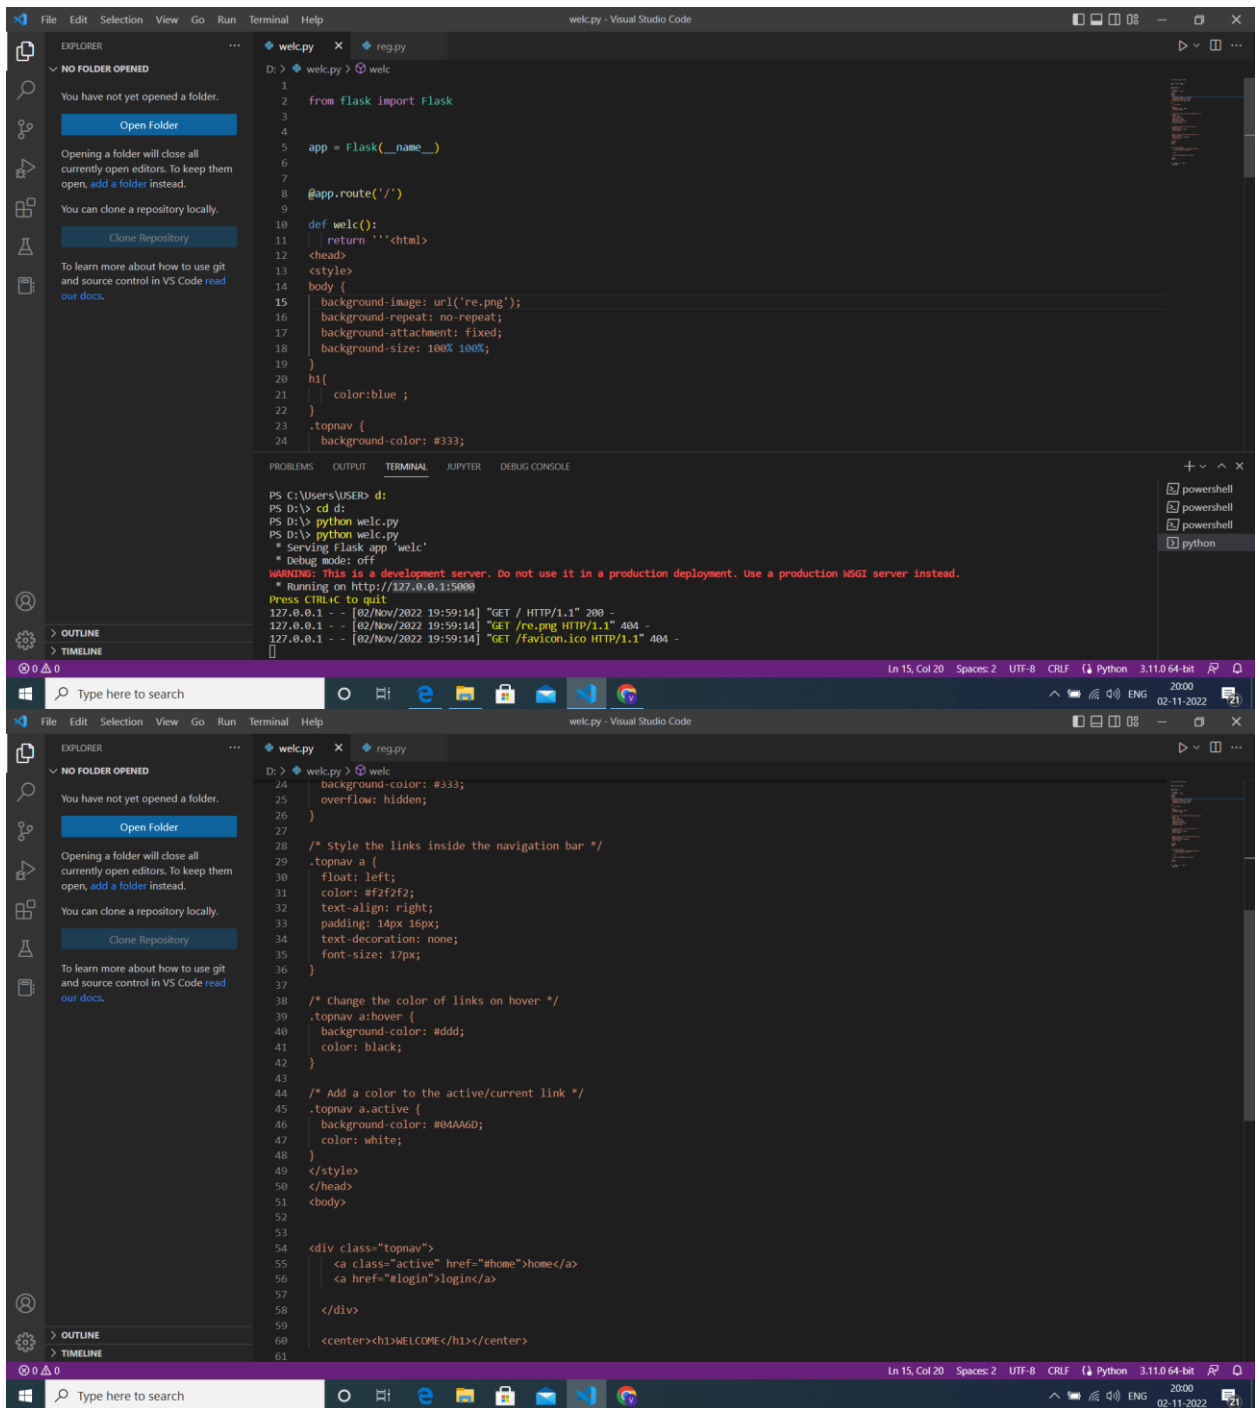 File Edit Selection View Go Run Terminal Help welc.py - Visual Studio Code
EXPLORER ...
welc.py reg.py
NO FOLDER OPENED
D: > welc.py > welc
You have not yet opened a folder.
Open Folder
Opening a folder will close all
currently open editors. To keep them
open, add a folder instead.
You can clone a repository locally.
Clone Repository
To learn more about how to use git
and source control in VS Code read
our docs.
1
2 from flask import Flask
3
4
5 app = Flask(__name__)
6
7
8 @app.route('/')
9
10 def welc():
11 return '''<html>
12 <head>
13 <style>
14 body {
15 background-image: url('re.png');
16 background-repeat: no-repeat;
17 background-attachment: fixed;
18 background-size: 100% 100%;
19 }
20 h1{
21 color:blue ;
22 }
23 .topnav {
24 background-color: #333;
PROBLEMS OUTPUT TERMINAL JUPYTER DEBUG CONSOLE
PS C:\Users\USER> d:
PS D:\> cd d:
PS D:\> python welc.py
PS D:\> python welc.py
* Serving Flask app 'welc'
* Debug mode: off
WARNING: This is a development server. Do not use it in a production deployment. Use a production WSGI server instead.
* Running on http://127.0.0.1:5000
Press CTRL+C to quit
127.0.0.1 - - [02/Nov/2022 19:59:14] "GET / HTTP/1.1" 200 -
127.0.0.1 - - [02/Nov/2022 19:59:14] "GET /re.png HTTP/1.1" 404 -
127.0.0.1 - - [02/Nov/2022 19:59:14] "GET /favicon.ico HTTP/1.1" 404 -
powershell
powershell
powershell
python
OUTLINE
TIMELINE
0 0 Ln 15, Col 20 Spaces: 2 UTF-8 CRLF Python 3.11.0 64-bit
Type here to search ENG 20:00
02-11-2022 21
File Edit Selection View Go Run Terminal Help welc.py - Visual Studio Code
EXPLORER ...
welc.py reg.py
NO FOLDER OPENED
D: > welc.py > welc
You have not yet opened a folder.
Open Folder
Opening a folder will close all
currently open editors. To keep them
open, add a folder instead.
You can clone a repository locally.
Clone Repository
To learn more about how to use git
and source control in VS Code read
our docs.
24 background-color: #333;
25 overflow: hidden;
26 }
27
28 /* Style the links inside the navigation bar */
29 .topnav a {
30 float: left;
31 color: #f2f2f2;
32 text-align: right;
33 padding: 14px 16px;
34 text-decoration: none;
35 font-size: 17px;
36 }
37
38 /* Change the color of links on hover */
39 .topnav a:hover {
40 background-color: #ddd;
41 color: black;
42 }
43
44 /* Add a color to the active/current link */
45 .topnav a.active {
46 background-color: #04AA6D;
47 color: white;
48 }
49 </style>
50 </head>
51 <body>
52
53
54 <div class="topnav">
55 <a class="active" href="#home">home</a>
56 <a href="#login">login</a>
57
58 </div>
59
60 <center><h1>WELCOME</h1></center>
61
OUTLINE
TIMELINE
0 0 Ln 15, Col 20 Spaces: 2 UTF-8 CRLF Python 3.11.0 64-bit
Type here to search ENG 20:00
02-11-2022 21